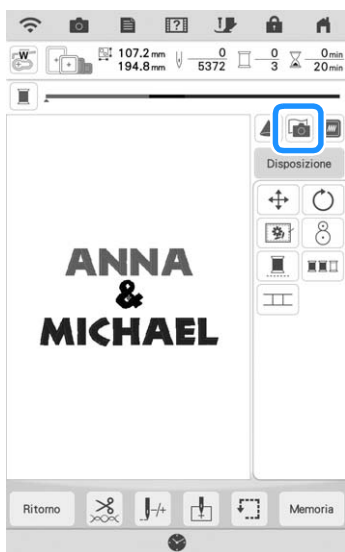 W
?
107.2 mm
194.8 mm
0
5372
0
3
0 min
20 min
Disposizione
ANNA
&
MICHAEL
Ritorno
-/+
Memoria